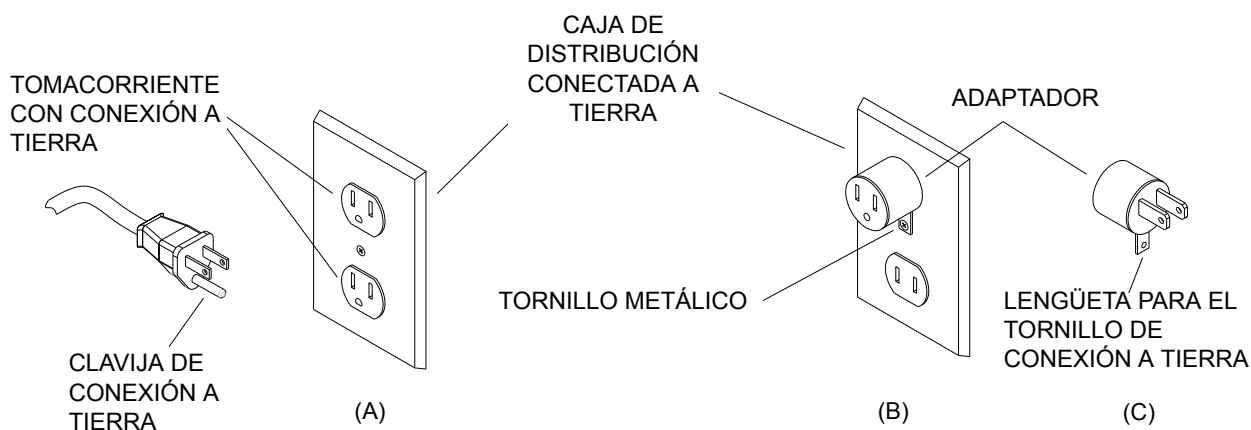 TOMACORRIENTE
CON CONEXIÓN A
TIERRA
CAJA DE
DISTRIBUCIÓN
CONECTADA A
TIERRA
ADAPTADOR
TORNILLO METÁLICO
LENGÜETA PARA EL
TORNILLO DE
CONEXIÓN A TIERRA
CLAVIJA DE
CONEXIÓN A
TIERRA
(A)
(B)
(C)